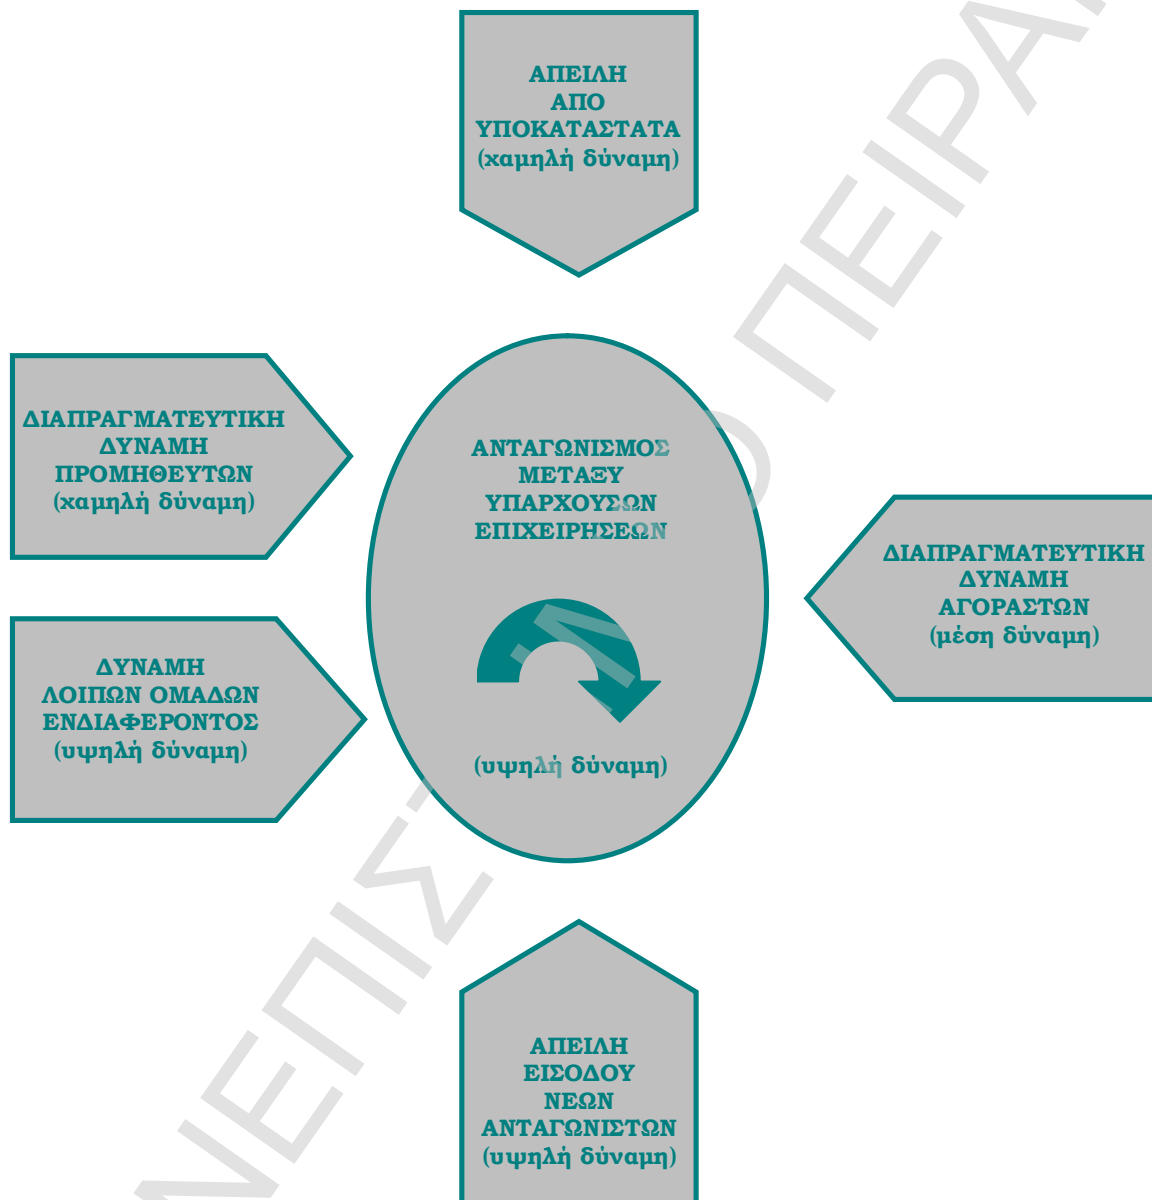 ΑΠΕΙΛΗ
ΑΠΟ
ΥΠΟΚΑΤΑΣΤΑΤΑ
(χαμηλή δύναμη)
ΔΙΑΠΡΑΓΜΑΤΕΥΤΙΚΗ
ΔΥΝΑΜΗ
ΠΡΟΜΗΘΕΥΤΩΝ
(χαμηλή δύναμη)
ΑΝΤΑΓΩΝΙΣΜΟΣ
ΜΕΤΑΞΥ
ΥΠΑΡΧΟΥΣΩΝ
ΕΠΙΧΕΙΡΗΣΕΩΝ
(υψηλή δύναμη)
ΔΙΑΠΡΑΓΜΑΤΕΥΤΙΚΗ
ΔΥΝΑΜΗ
ΑΓΟΡΑΣΤΩΝ
(μέση δύναμη)
ΔΥΝΑΜΗ
ΛΟΙΠΩΝ ΟΜΑΔΩΝ
ΕΝΔΙΑΦΕΡΟΝΤΟΣ
(υψηλή δύναμη)
ΑΠΕΙΛΗ
ΕΙΣΟΔΟΥ
ΝΕΩΝ
ΑΝΤΑΓΩΝΙΣΤΩΝ
(υψηλή δύναμη)